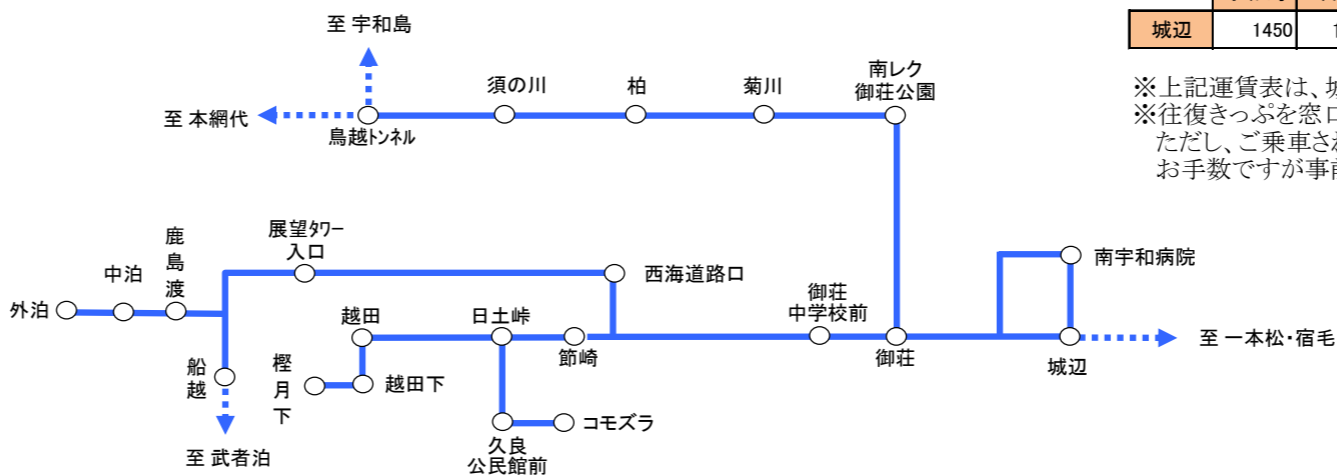 至 宇和島
城辺 1450
※上記運賃表は、城
※往復きっぷを窓口
ただし、ご乗車され
お手数ですが事前
南レク
御荘公園
須の川
柏
菊川
至 本網代
鳥越トンネル
展望タワー
入口
鹿島渡
中泊
外泊
西海道路口
南宇和病院
御荘
中学校前
越田
日土峠
節崎
御荘
城辺
至 一本松・宿毛
船越
樫月下
越田下
コモズラ
久良
公民館前
至 武者泊